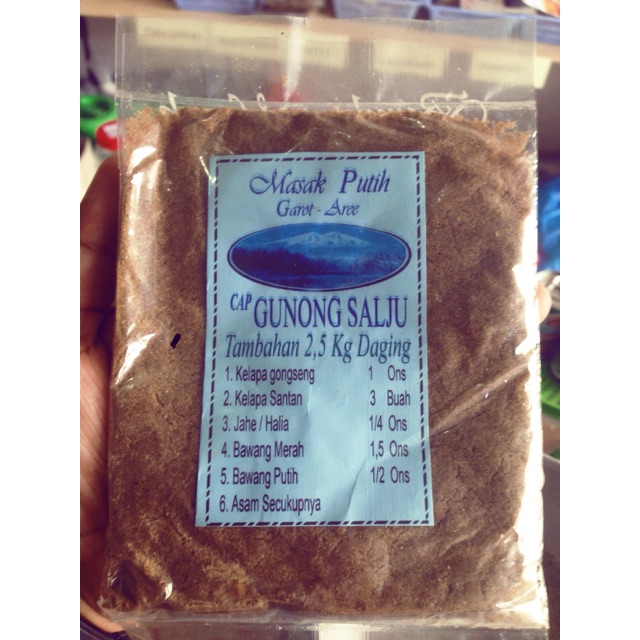 Masak Putih
Garot - Aree
CAP GUNONG SALJU
Tambahan 2,5 Kg Daging
1. Kelapa gongseng 1 Ons
2. Kelapa Santan 3 Buah
3. Jahe / Halia 1/4 Ons
4. Bawang Merah 1,5 Ons
5. Bawang Putih 1/2 Ons
6. Asam Secukupnya